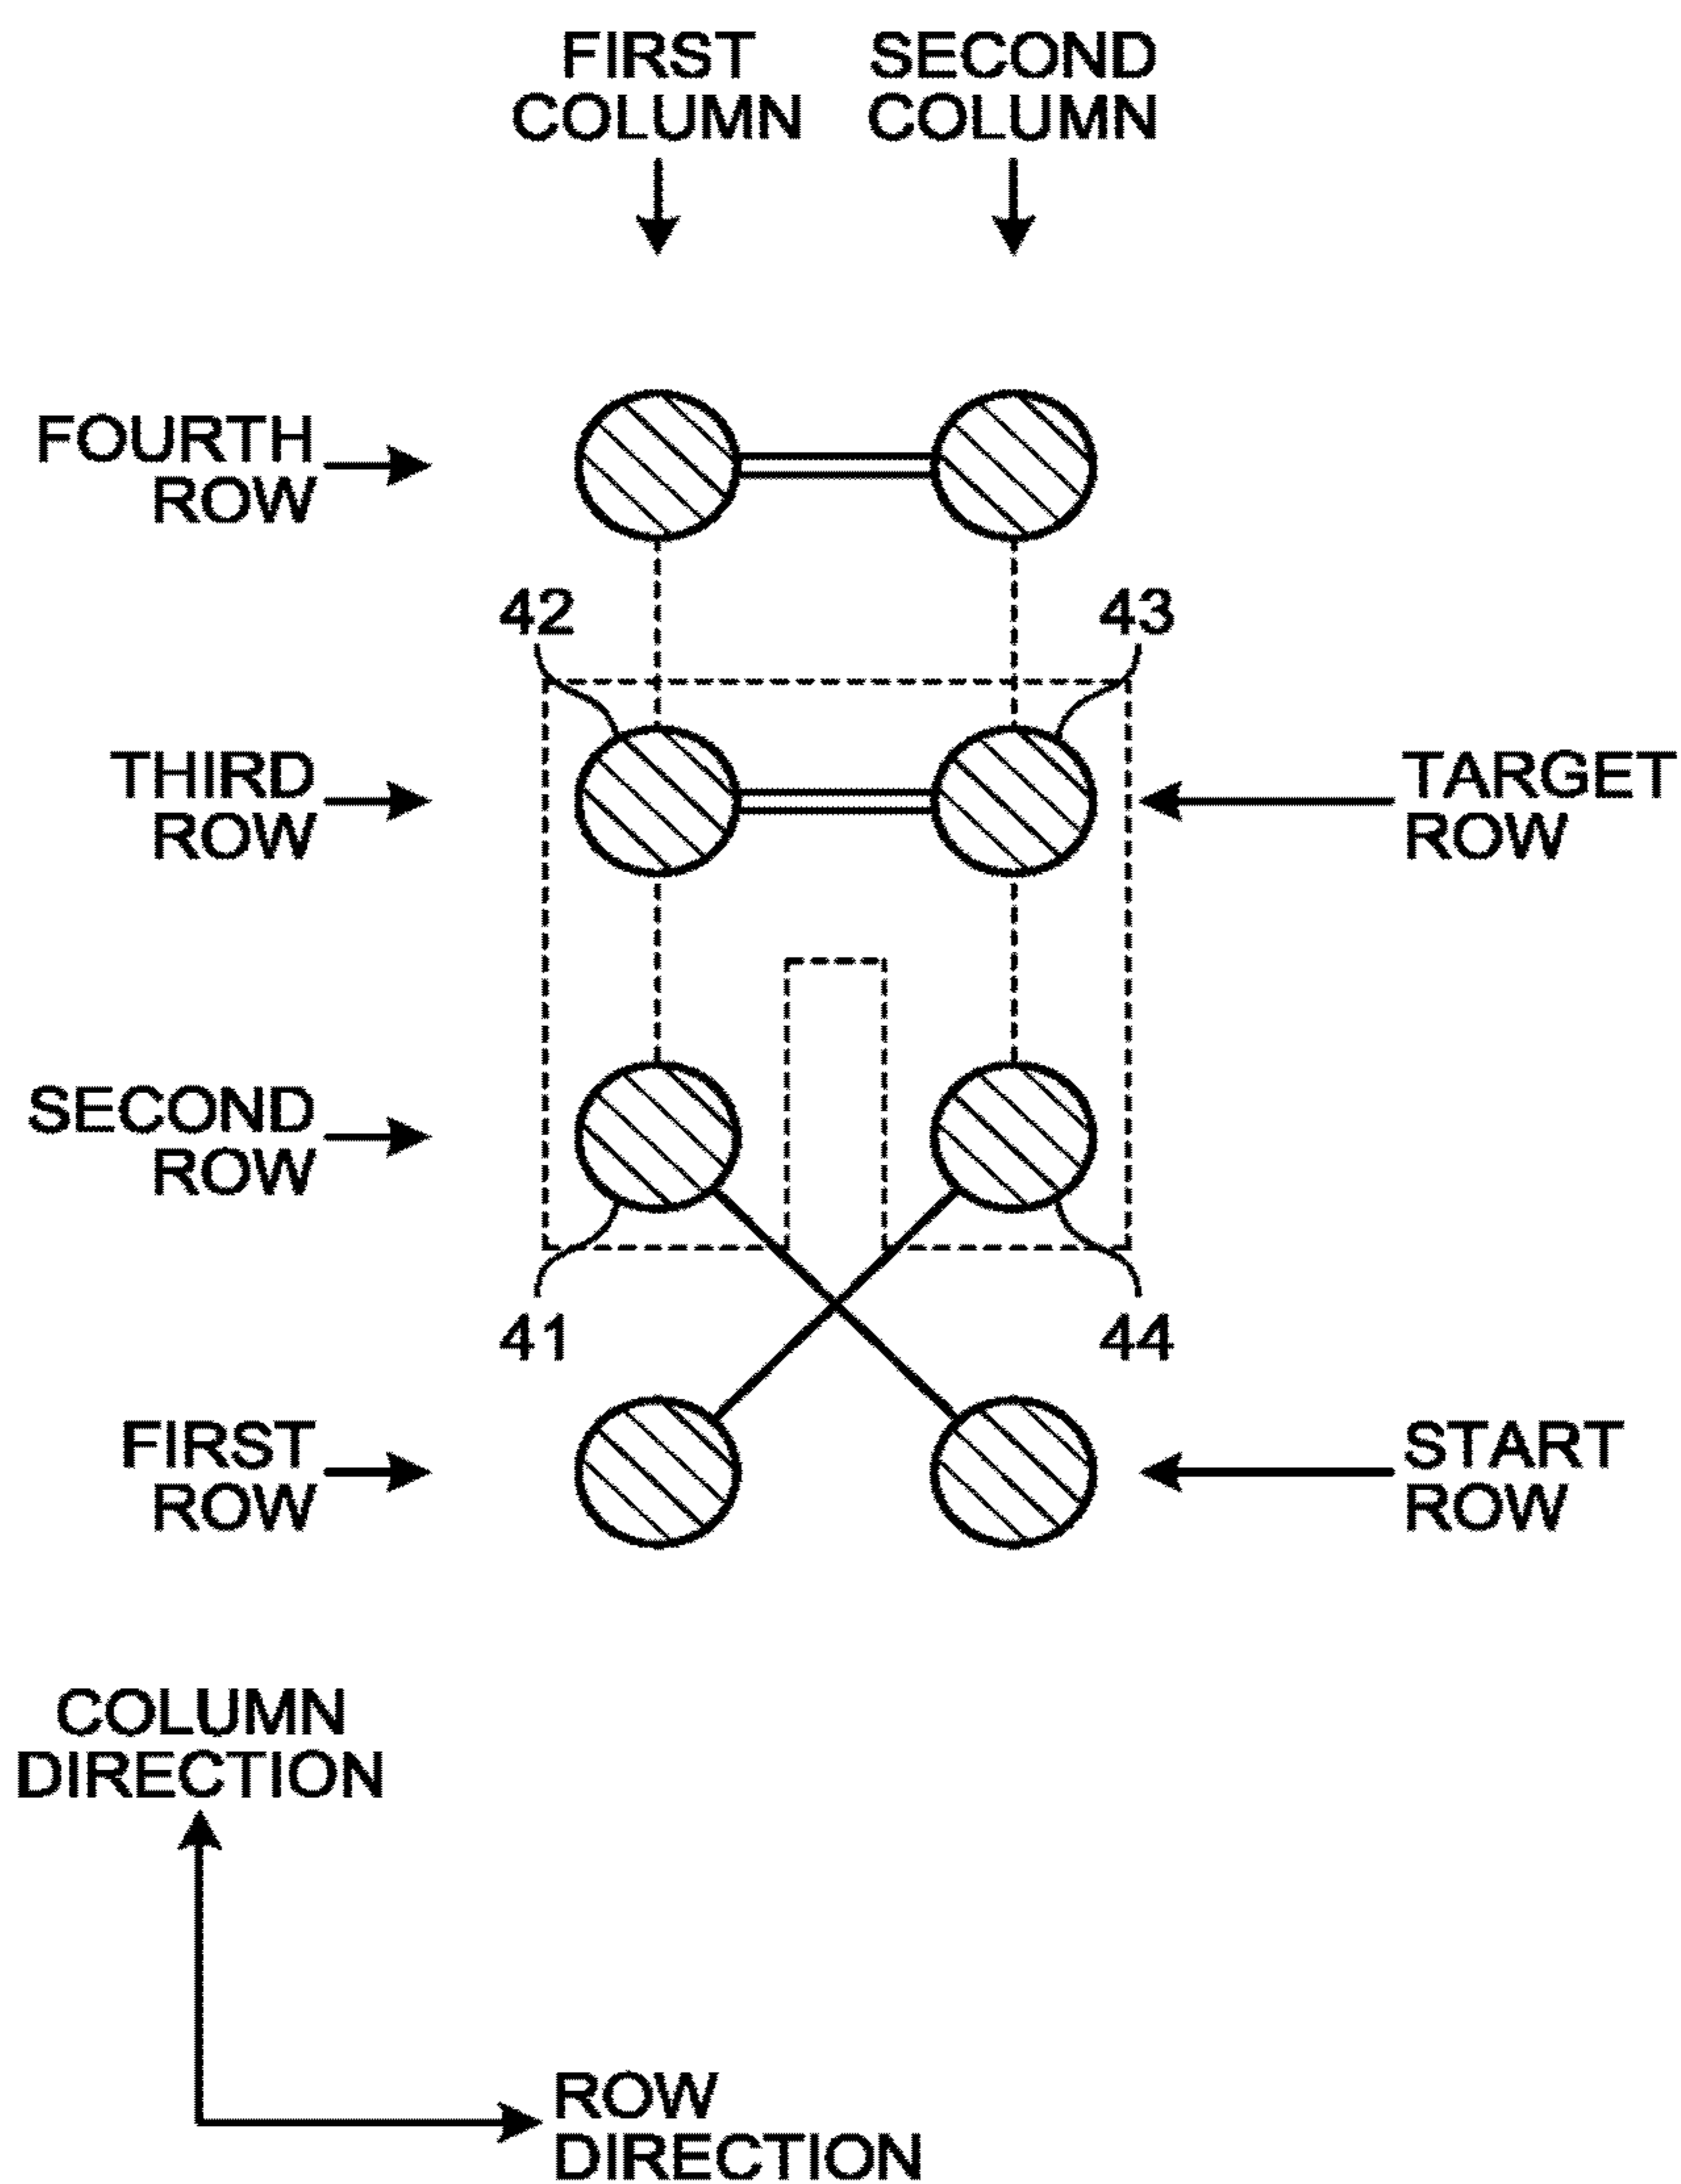 FIRST
COLUMN
SECOND
COLUMN
FOURTH
ROW
42
43
THIRD
ROW
TARGET
ROW
SECOND
ROW
41
44
FIRST
ROW
START
ROW
COLUMN
DIRECTION
ROW
DIRECTION